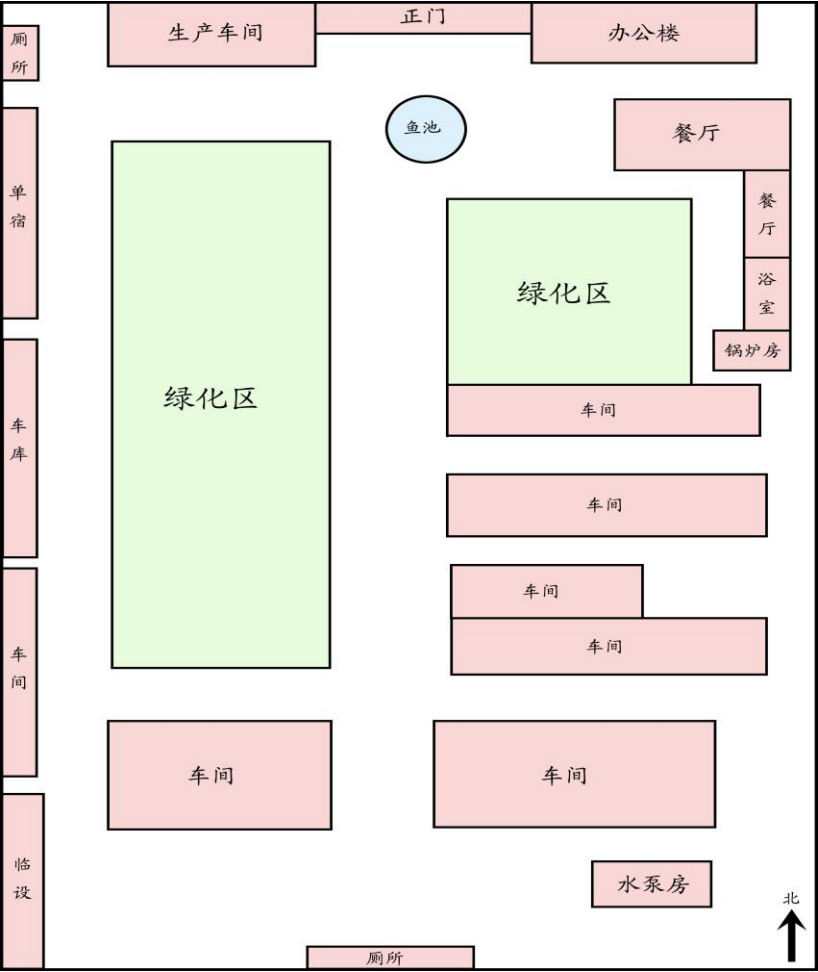 正门
生产车间
办公楼
厕
所
鱼池
餐厅
单
宿
餐
厅
浴
室
绿化区
锅炉房
绿化区
车间
车
库
车间
车间
车间
车
间
车间
车间
临
设
水泵房
北
厕所